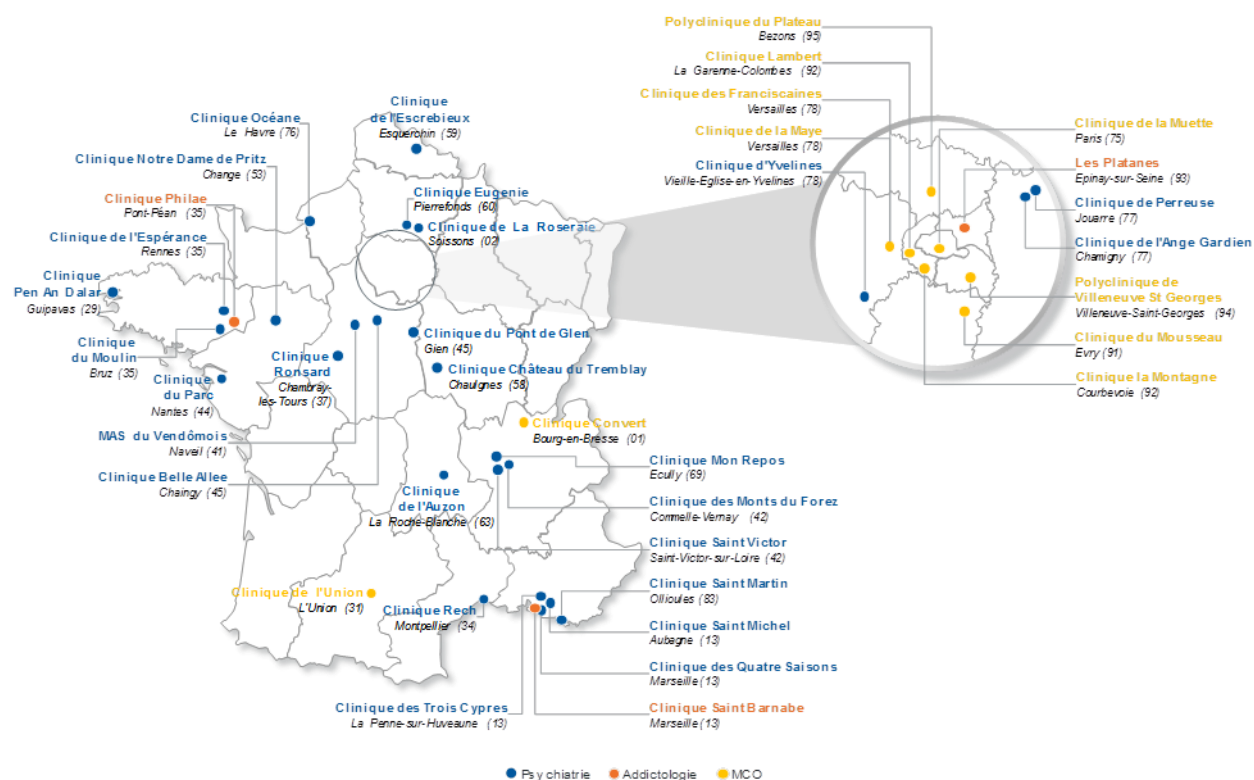 Polyclinique du Plateau
Bezons (95)
Clinique Lambert
La Garenne-Colombes (92)
Clinique des Franciscaines
Versailles (78)
Clinique de la Maye
Versailles (78)
Clinique d'Yvelines
Vieille-Eglise-en-Yvelines (78)
Clinique de la Muette
Paris (75)
Les Platanes
Epinay-sur-Seine (93)
Clinique de Perreuse
Jouarre (77)
Clinique de l'Ange Gardien
Chamigny (77)
Polyclinique de
Villeneuve St Georges
Villeneuve-Saint-Georges (94)
Clinique du Mousseau
Evry (91)
Clinique la Montagne
Courbevoie (92)
Clinique
de l'Escrebieux
Esquerchin (59)
Clinique Océane
Le Havre (76)
Clinique Notre Dame de Pritz
Change (53)
Clinique Philae
Pont-Péan (35)
Clinique de l'Espérance
Rennes (35)
Clinique
Pen An Dalar
Guipavas (29)
Clinique
du Moulin
Bruz (35)
Clinique
du Parc
Nantes (44)
MAS du Vendômois
Naveil (41)
Clinique Belle Allee
Chaingy (45)
Clinique Eugenie
Pierrefonds (60)
Clinique de La Roseraie
Soissons (02)
Clinique du Pont de Gien
Gien (45)
Clinique
Ronsard
Chambray-
les-Tours (37)
Clinique Château du Tremblay
Chaulgnes (58)
Clinique Convert
Bourg-en-Bresse (01)
Clinique
de l'Auzon
La Roche-Blanche (63)
Clinique Mon Repos
Ecully (69)
Clinique des Monts du Forez
Commelle-Vernay (42)
Clinique Saint Victor
Saint-Victor-sur-Loire (42)
Clinique Saint Martin
Ollioules (83)
Clinique Saint Michel
Aubagne (13)
Clinique des Quatre Saisons
Marseille (13)
Clinique Saint Barnabe
Marseille (13)
Clinique de l'Union
L'Union (31)
Clinique Rech
Montpellier (34)
Clinique des Trois Cypres
La Penne-sur-Huveaune (13)
Psychiatrie
Addictologie
MCO